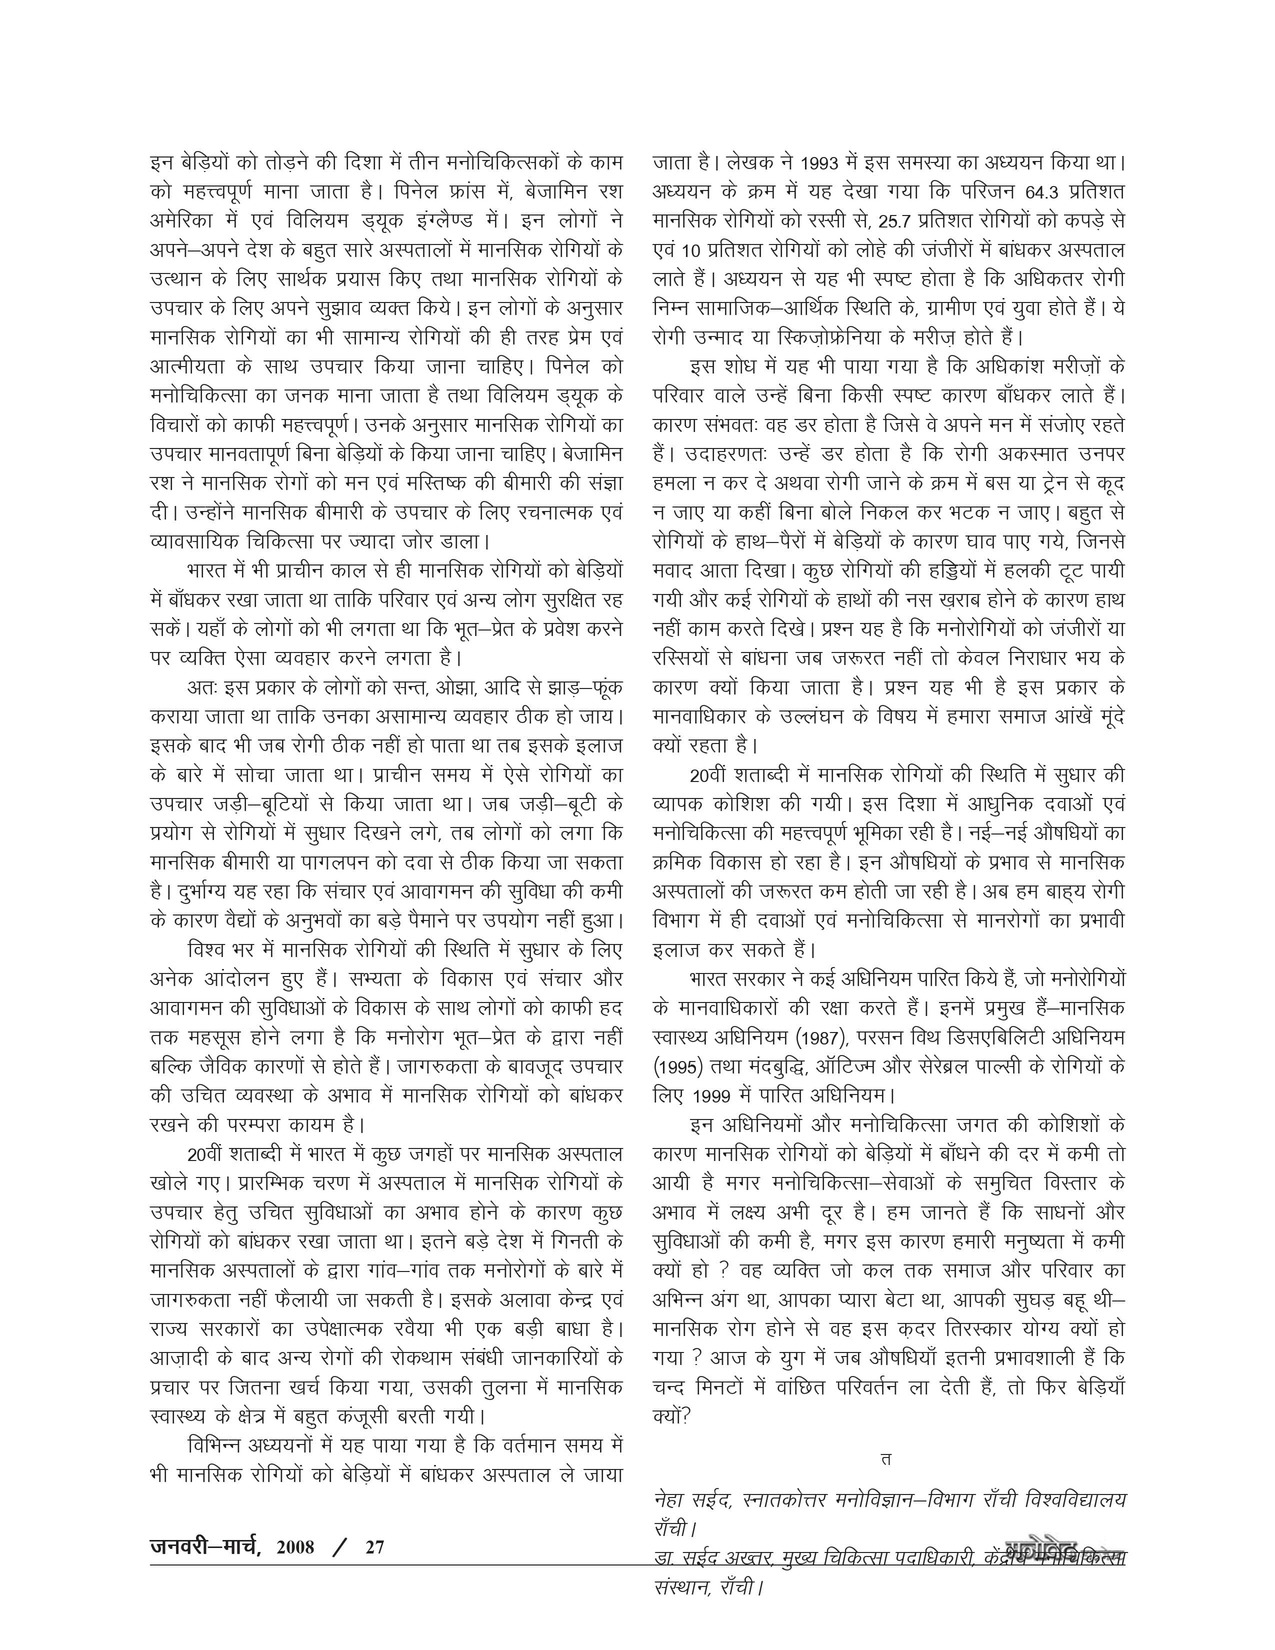 इन बेड़ियों को तोड़ने की दिशा में तीन मनोचिकित्सकों के काम
को महत्त्वपूर्ण माना जाता है। पिनेल फ्रांस में, बेजामिन रश
अमेरिका में एवं विलियम ड्यूक इंग्लैण्ड में। इन लोगों ने
अपने–अपने देश के बहुत सारे अस्पतालों में मानसिक रोगियों के
उत्थान के लिए सार्थक प्रयास किए तथा मानसिक रोगियों के
उपचार के लिए अपने सुझाव व्यक्त किये। इन लोगों के अनुसार
मानसिक रोगियों का भी सामान्य रोगियों की ही तरह प्रेम एवं
आत्मीयता के साथ उपचार किया जाना चाहिए। पिनेल को
मनोचिकित्सा का जनक माना जाता है तथा विलियम ड्यूक के
विचारों को काफी महत्त्वपूर्ण। उनके अनुसार मानसिक रोगियों का
उपचार मानवतापूर्ण बिना बेड़ियों के किया जाना चाहिए। बेजामिन
रश ने मानसिक रोगों को मन एवं मस्तिष्क की बीमारी की संज्ञा
दी। उन्होंने मानसिक बीमारी के उपचार के लिए रचनात्मक एवं
व्यावसायिक चिकित्सा पर ज्यादा जोर डाला।
भारत में भी प्राचीन काल से ही मानसिक रोगियों को बेड़ियों
में बाँधकर रखा जाता था ताकि परिवार एवं अन्य लोग सुरक्षित रह
सकें। यहाँ के लोगों को भी लगता था कि भूत–प्रेत के प्रवेश करने
पर व्यक्ति ऐसा व्यवहार करने लगता है।
अतः इस प्रकार के लोगों को सन्त, ओझा, आदि से झाड़–फूंक
कराया जाता था ताकि उनका असामान्य व्यवहार ठीक हो जाय।
इसके बाद भी जब रोगी ठीक नहीं हो पाता था तब इसके इलाज
के बारे में सोचा जाता था। प्राचीन समय में ऐसे रोगियों का
उपचार जड़ी–बूटियों से किया जाता था। जब जड़ी–बूटी के
प्रयोग से रोगियों में सुधार दिखने लगे, तब लोगों को लगा कि
मानसिक बीमारी या पागलपन को दवा से ठीक किया जा सकता
है। दुर्भाग्य यह रहा कि संचार एवं आवागमन की सुविधा की कमी
के कारण वैद्यों के अनुभवों का बड़े पैमाने पर उपयोग नहीं हुआ।
विश्व भर में मानसिक रोगियों की स्थिति में सुधार के लिए
अनेक आंदोलन हुए हैं। सभ्यता के विकास एवं संचार और
आवागमन की सुविधाओं के विकास के साथ लोगों को काफी हद
तक महसूस होने लगा है कि मनोरोग भूत–प्रेत के द्वारा नहीं
बल्कि जैविक कारणों से होते हैं। जागरुकता के बावजूद उपचार
की उचित व्यवस्था के अभाव में मानसिक रोगियों को बांधकर
रखने की परम्परा कायम है।
20वीं शताब्दी में भारत में कुछ जगहों पर मानसिक अस्पताल
खोले गए। प्रारम्भिक चरण में अस्पताल में मानसिक रोगियों के
उपचार हेतु उचित सुविधाओं का अभाव होने के कारण कुछ
रोगियों को बांधकर रखा जाता था। इतने बड़े देश में गिनती के
मानसिक अस्पतालों के द्वारा गांव–गांव तक मनोरोगों के बारे में
जागरुकता नहीं फैलायी जा सकती है। इसके अलावा केन्द्र एवं
राज्य सरकारों का उपेक्षात्मक रवैया भी एक बड़ी बाधा है।
आज़ादी के बाद अन्य रोगों की रोकथाम संबंधी जानकारियों के
प्रचार पर जितना खर्च किया गया, उसकी तुलना में मानसिक
स्वास्थ्य के क्षेत्र में बहुत कंजूसी बरती गयी।
विभिन्न अध्ययनों में यह पाया गया है कि वर्तमान समय में
भी मानसिक रोगियों को बेड़ियों में बांधकर अस्पताल ले जाया
जाता है। लेखक ने 1993 में इस समस्या का अध्ययन किया था।
अध्ययन के क्रम में यह देखा गया कि परिजन 64.3 प्रतिशत
मानसिक रोगियों को रस्सी से, 25.7 प्रतिशत रोगियों को कपड़े से
एवं 10 प्रतिशत रोगियों को लोहे की जंजीरों में बांधकर अस्पताल
लाते हैं। अध्ययन से यह भी स्पष्ट होता है कि अधिकतर रोगी
निम्न सामाजिक–आर्थिक स्थिति के, ग्रामीण एवं युवा होते हैं। ये
रोगी उन्माद या स्किज़ोफ्रेनिया के मरीज़ होते हैं।
इस शोध में यह भी पाया गया है कि अधिकांश मरीज़ों के
परिवार वाले उन्हें बिना किसी स्पष्ट कारण बाँधकर लाते हैं।
कारण संभवतः वह डर होता है जिसे वे अपने मन में संजोए रहते
हैं। उदाहरणतः उन्हें डर होता है कि रोगी अकस्मात उनपर
हमला न कर दे अथवा रोगी जाने के क्रम में बस या ट्रेन से कूद
न जाए या कहीं बिना बोले निकल कर भटक न जाए। बहुत से
रोगियों के हाथ–पैरों में बेड़ियों के कारण घाव पाए गये, जिनसे
मवाद आता दिखा। कुछ रोगियों की हड्डियों में हलकी टूट पायी
गयी और कई रोगियों के हाथों की नस ख़राब होने के कारण हाथ
नहीं काम करते दिखे। प्रश्न यह है कि मनोरोगियों को जंजीरों या
रस्सियों से बांधना जब जरूरत नहीं तो केवल निराधार भय के
कारण क्यों किया जाता है। प्रश्न यह भी है इस प्रकार के
मानवाधिकार के उल्लंघन के विषय में हमारा समाज आंखें मूंदे
क्यों रहता है।
20वीं शताब्दी में मानसिक रोगियों की स्थिति में सुधार की
व्यापक कोशिश की गयी। इस दिशा में आधुनिक दवाओं एवं
मनोचिकित्सा की महत्त्वपूर्ण भूमिका रही है। नई–नई औषधियों का
क्रमिक विकास हो रहा है। इन औषधियों के प्रभाव से मानसिक
अस्पतालों की जरूरत कम होती जा रही है। अब हम बाह्य रोगी
विभाग में ही दवाओं एवं मनोचिकित्सा से मानरोगों का प्रभावी
इलाज कर सकते हैं।
भारत सरकार ने कई अधिनियम पारित किये हैं, जो मनोरोगियों
के मानवाधिकारों की रक्षा करते हैं। इनमें प्रमुख हैं–मानसिक
स्वास्थ्य अधिनियम (1987), परसन विथ डिसएबिलिटी अधिनियम
(1995) तथा मंदबुद्धि, ऑटिज्म और सेरेब्रल पाल्सी के रोगियों के
लिए 1999 में पारित अधिनियम।
इन अधिनियमों और मनोचिकित्सा जगत की कोशिशों के
कारण मानसिक रोगियों को बेड़ियों में बाँधने की दर में कमी तो
आयी है मगर मनोचिकित्सा–सेवाओं के समुचित विस्तार के
अभाव में लक्ष्य अभी दूर है। हम जानते हैं कि साधनों और
सुविधाओं की कमी है, मगर इस कारण हमारी मनुष्यता में कमी
क्यों हो ? वह व्यक्ति जो कल तक समाज और परिवार का
अभिन्न अंग था, आपका प्यारा बेटा था, आपकी सुघड़ बहू थी–
मानसिक रोग होने से वह इस क़दर तिरस्कार योग्य क्यों हो
गया ? आज के युग में जब औषधियाँ इतनी प्रभावशाली हैं कि
चन्द मिनटों में वांछित परिवर्तन ला देती हैं, तो फिर बेड़ियाँ
क्यों?
त
नेहा सईद, स्नातकोत्तर मनोविज्ञान–विभाग राँची विश्वविद्यालय
राँची।
डा. सईद अख्तर, मुख्य चिकित्सा पदाधिकारी, केंद्रीय मनोचिकित्सा
संस्थान, राँची।
जनवरी–मार्च, 2008 / 27
मनोवेद